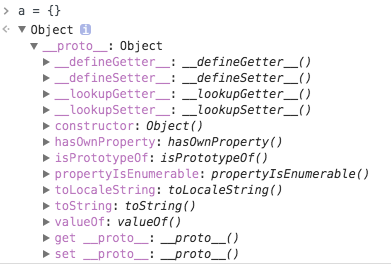 > a = {}
Object i
__proto__: Object
__defineGetter__: __defineGetter__()
__defineSetter__: __defineSetter__()
__lookupGetter__: __lookupGetter__()
__lookupSetter__: __lookupSetter__()
constructor: Object()
hasOwnProperty: hasOwnProperty()
isPrototypeOf: isPrototypeOf()
propertyIsEnumerable: propertyIsEnumerable()
toLocaleString: toLocaleString()
toString: toString()
valueOf: valueOf()
get __proto__: __proto__()
set __proto__: __proto__()